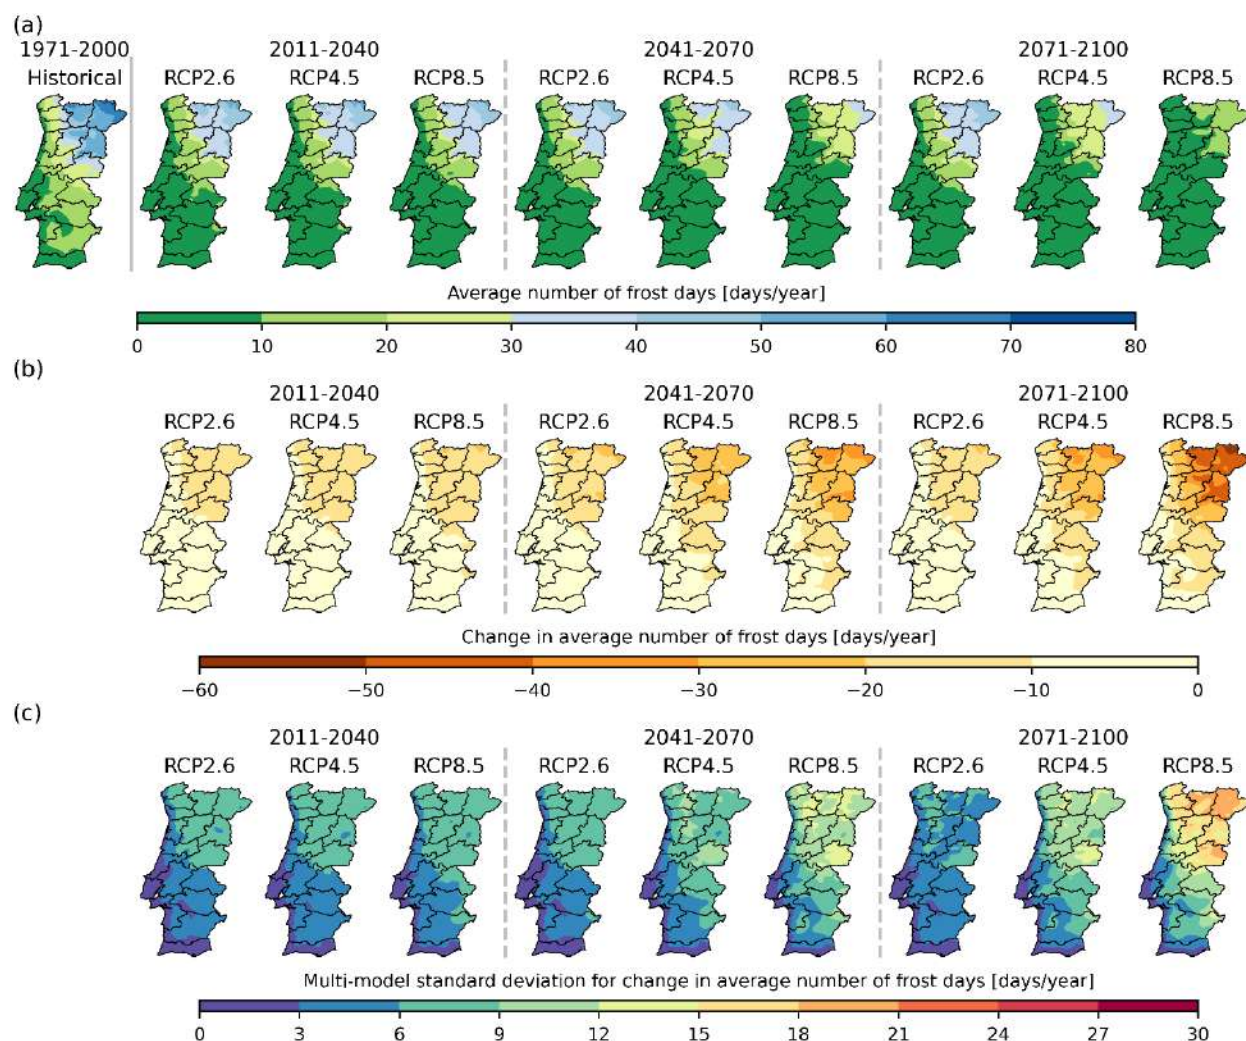 (a)
1971-2000 2011-2040 2041-2070 2071-2100
Historical RCP2.6 RCP4.5 RCP8.5 RCP2.6 RCP4.5 RCP8.5 RCP2.6 RCP4.5 RCP8.5
Average number of frost days [days/year]
0 10 20 30 40 50 60 70 80
(b)
2011-2040 2041-2070 2071-2100
RCP2.6 RCP4.5 RCP8.5 RCP2.6 RCP4.5 RCP8.5 RCP2.6 RCP4.5 RCP8.5
Change in average number of frost days [days/year]
−60 −50 −40 −30 −20 −10 0
(c)
2011-2040 2041-2070 2071-2100
RCP2.6 RCP4.5 RCP8.5 RCP2.6 RCP4.5 RCP8.5 RCP2.6 RCP4.5 RCP8.5
Multi-model standard deviation for change in average number of frost days [days/year]
0 3 6 9 12 15 18 21 24 27 30